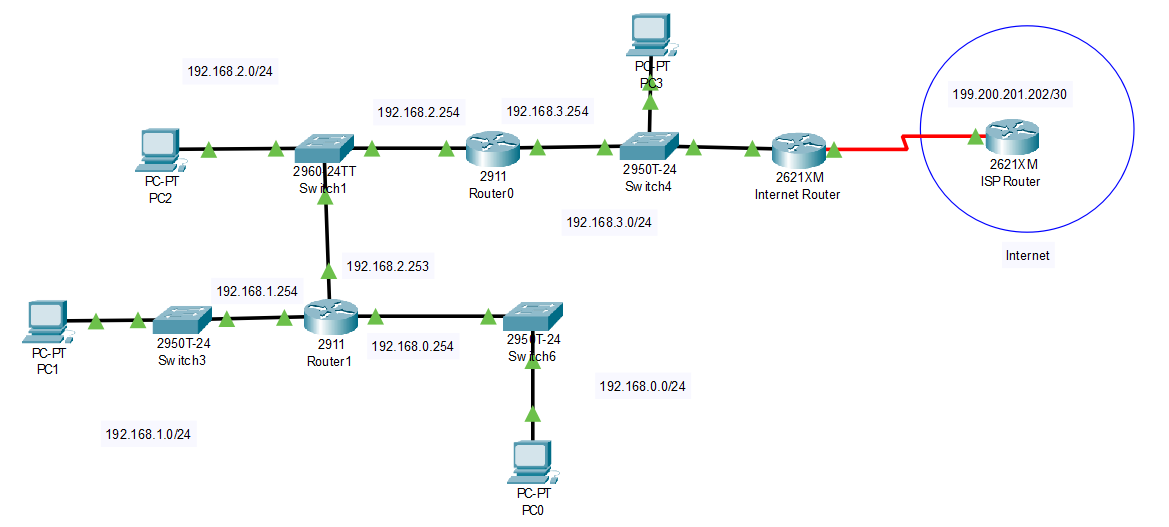 PC-PT
PC3
192.168.2.0/24
199.200.201.202/30
192.168.2.254
192.168.3.254
PC-PT
PC2
2960-24TT
Switch1
2911
Router0
2950T-24
Switch4
2621XM
Internet Router
2621XM
ISP Router
192.168.3.0/24
Internet
192.168.2.253
192.168.1.254
PC-PT
PC1
2950T-24
Switch3
2911
Router1
192.168.0.254
2950T-24
Switch6
192.168.0.0/24
192.168.1.0/24
PC-PT
PC0